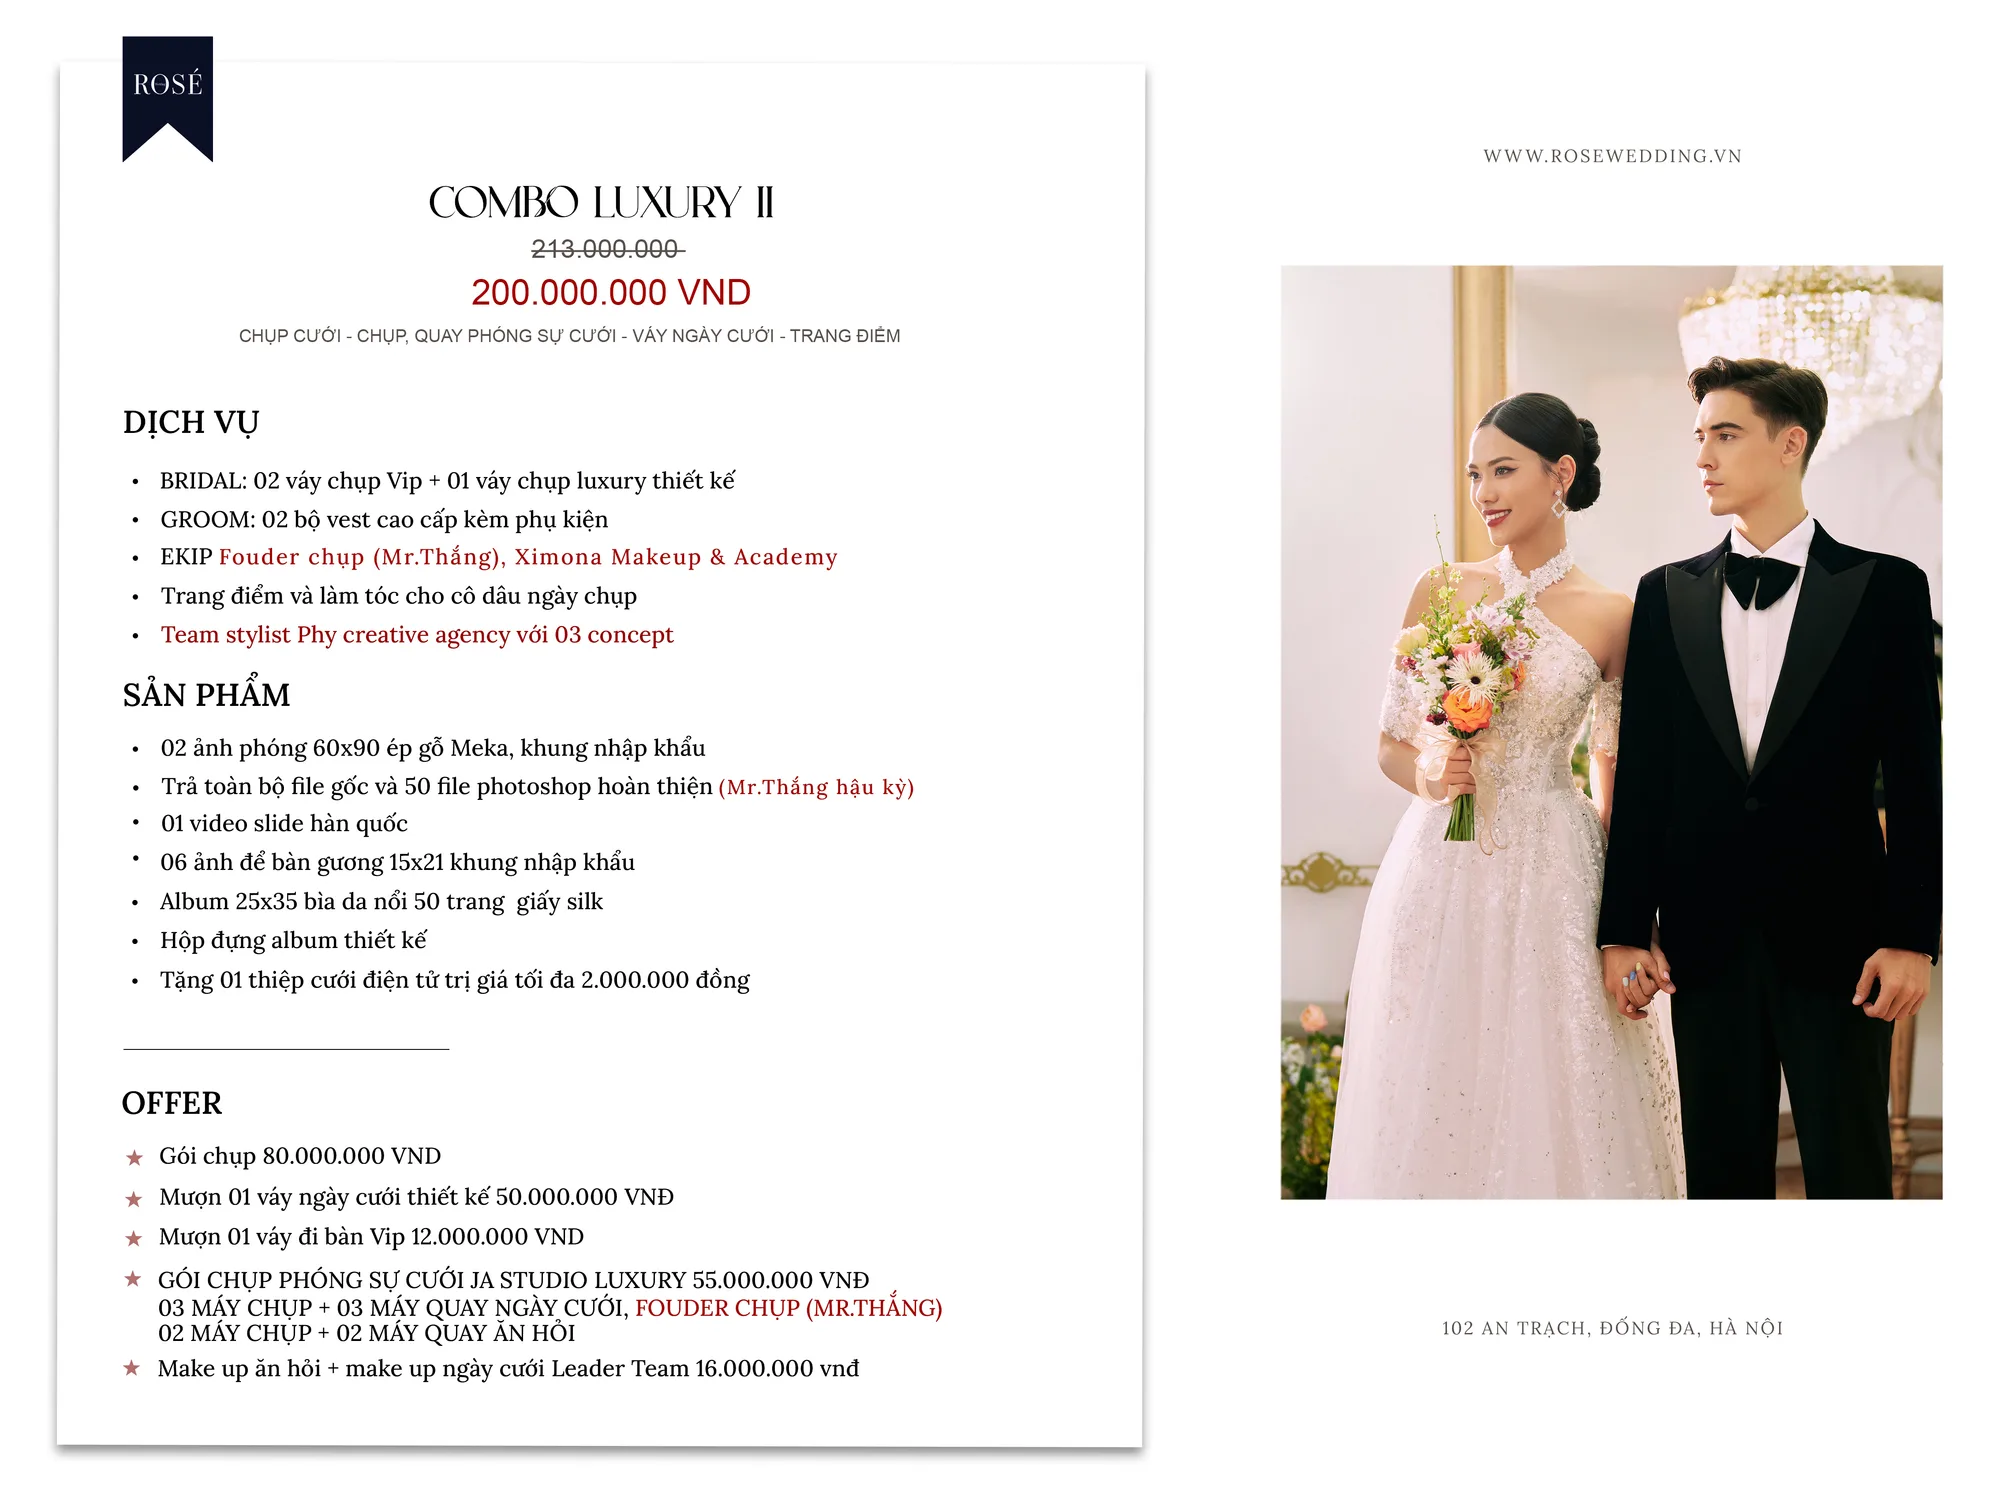 ROSÉ
COMBO LUXURY II
213.000.000
200.000.000 VND
CHỤP CƯỚI - CHỤP, QUAY PHÓNG SỰ CƯỚI - VÁY NGÀY CƯỚI - TRANG ĐIỂM
DỊCH VỤ
• BRIDAL: 02 váy chụp Vip + 01 váy chụp luxury thiết kế
• GROOM: 02 bộ vest cao cấp kèm phụ kiện
• EKIP Fouder chụp (Mr.Thắng), Ximona Makeup & Academy
• Trang điểm và làm tóc cho cô dâu ngày chụp
• Team stylist Phy creative agency với 03 concept
SẢN PHẨM
• 02 ảnh phóng 60x90 ép gỗ Meka, khung nhập khẩu
• Trả toàn bộ file gốc và 50 file photoshop hoàn thiện (Mr.Thắng hậu kỳ)
• 01 video slide hàn quốc
• 06 ảnh để bàn gương 15x21 khung nhập khẩu
• Album 25x35 bìa da nổi 50 trang giấy silk
• Hộp đựng album thiết kế
• Tặng 01 thiệp cưới điện tử trị giá tối đa 2.000.000 đồng
OFFER
★ Gói chụp 80.000.000 VND
★ Mượn 01 váy ngày cưới thiết kế 50.000.000 VNĐ
★ Mượn 01 váy đi bàn Vip 12.000.000 VND
★ GÓI CHỤP PHÓNG SỰ CƯỚI JA STUDIO LUXURY 55.000.000 VNĐ
03 MÁY CHỤP + 03 MÁY QUAY NGÀY CƯỚI, FOUDER CHỤP (MR.THẮNG)
02 MÁY CHỤP + 02 MÁY QUAY ĂN HỎI
★ Make up ăn hỏi + make up ngày cưới Leader Team 16.000.000 vnđ
WWW.ROSEWEDDING.VN
102 AN TRẠCH, ĐỐNG ĐA, HÀ NỘI